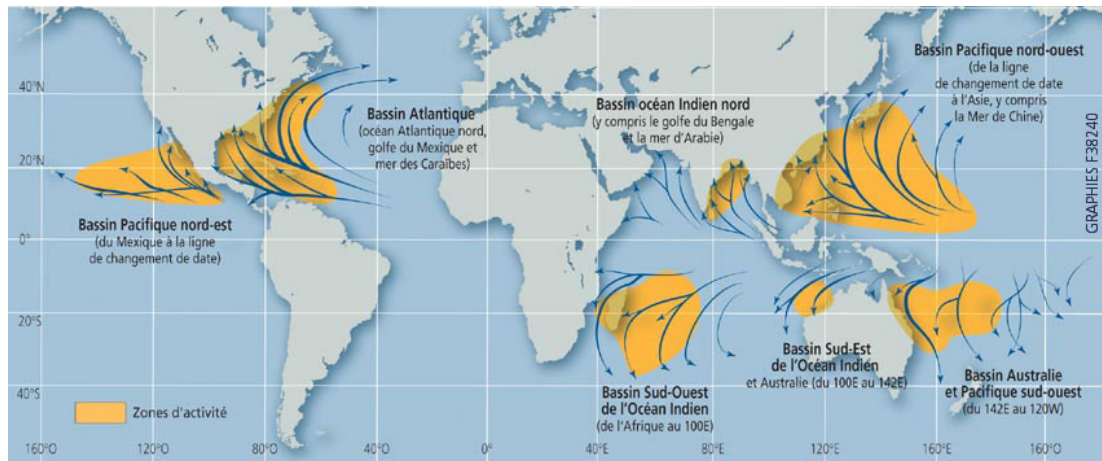 Bassin Pacifique nord-ouest
(de la ligne
de changement de date
à l'Asie, y compris
la Mer de Chine)
GRAPHIES F38240
Bassin Atlantique
(océan Atlantique nord,
golfe du Mexique et
mer des Caraïbes)
Bassin océan Indien nord
(y compris le golfe du Bengale
et la mer d'Arabie)
Bassin Pacifique nord-est
(du Mexique à la ligne
de changement de date)
40°N
20°N
0°
20°S
40°S
Bassin Sud-Ouest
de l'Océan Indien
(de l'Afrique au 100E)
Bassin Sud-Est
de l'Océan Indien
et Australie (du 100E au 142E)
Bassin Australie
et Pacifique sud-ouest
(du 142E au 120W)
Zones d'activité
160°O
120°O
80°O
40°O
0°
40°E
80°E
120°E
160°E
160°O